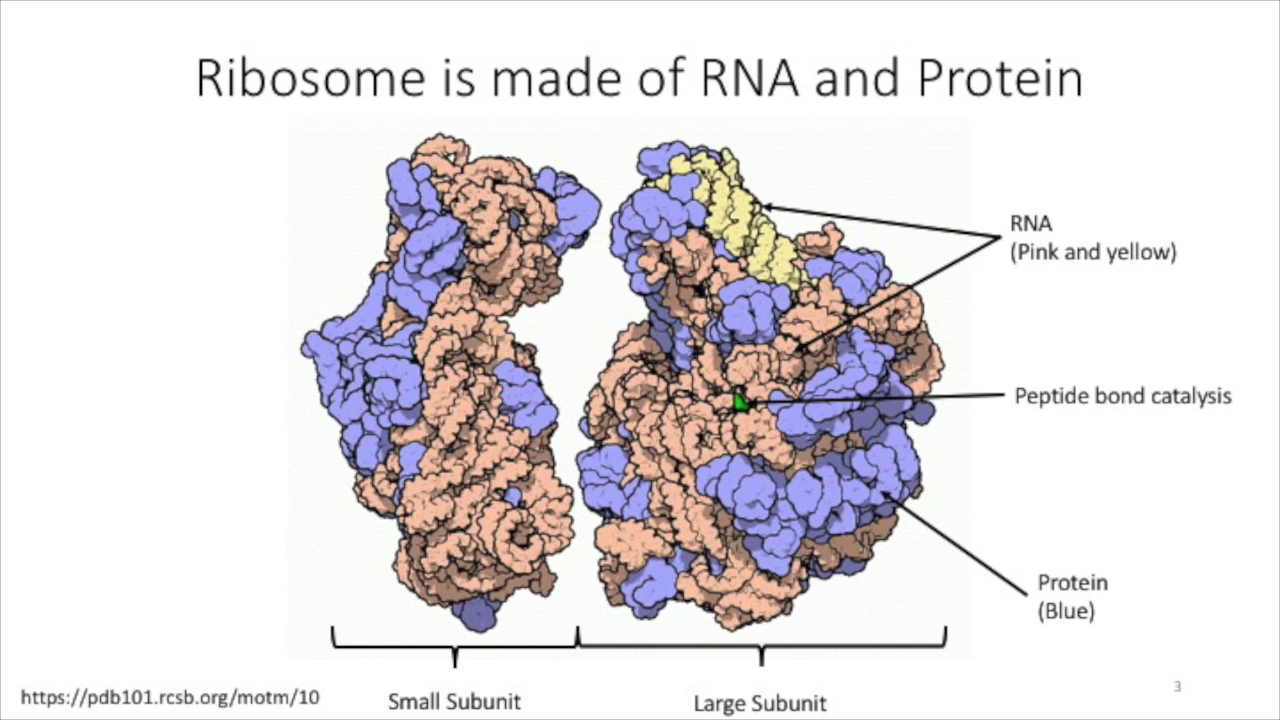 Ribosome is made of RNA and Protein
RNA
(Pink and yellow)
Peptide bond catalysis
Protein
(Blue)
Small Subunit
Large Subunit
https://pdb101.rcsb.org/motm/10
3